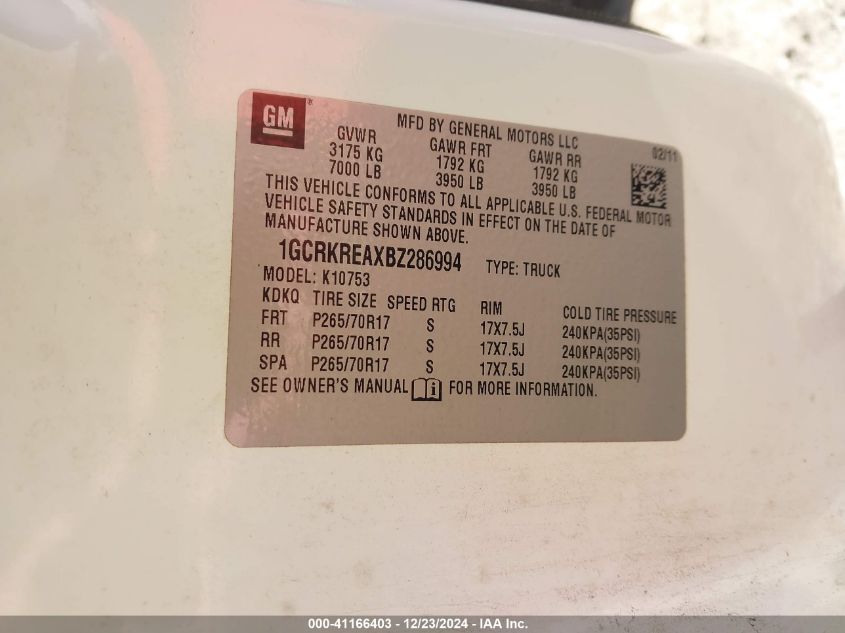 GM®
MFD BY GENERAL MOTORS LLC 02/11
GVWR GAWR FRT GAWR RR
3175 KG 1792 KG 1792 KG
7000 LB 3950 LB 3950 LB
THIS VEHICLE CONFORMS TO ALL APPLICABLE U.S. FEDERAL MOTOR
VEHICLE SAFETY STANDARDS IN EFFECT ON THE DATE OF
MANUFACTURE SHOWN ABOVE.
1GCRKREAXBZ286994 TYPE: TRUCK
MODEL: K10753
KDKQ TIRE SIZE SPEED RTG RIM COLD TIRE PRESSURE
FRT P265/70R17 S 17X7.5J 240KPA(35PSI)
RR P265/70R17 S 17X7.5J 240KPA(35PSI)
SPA P265/70R17 S 17X7.5J 240KPA(35PSI)
SEE OWNER'S MANUAL FOR MORE INFORMATION.
000-41166403 - 12/23/2024 - IAA Inc.